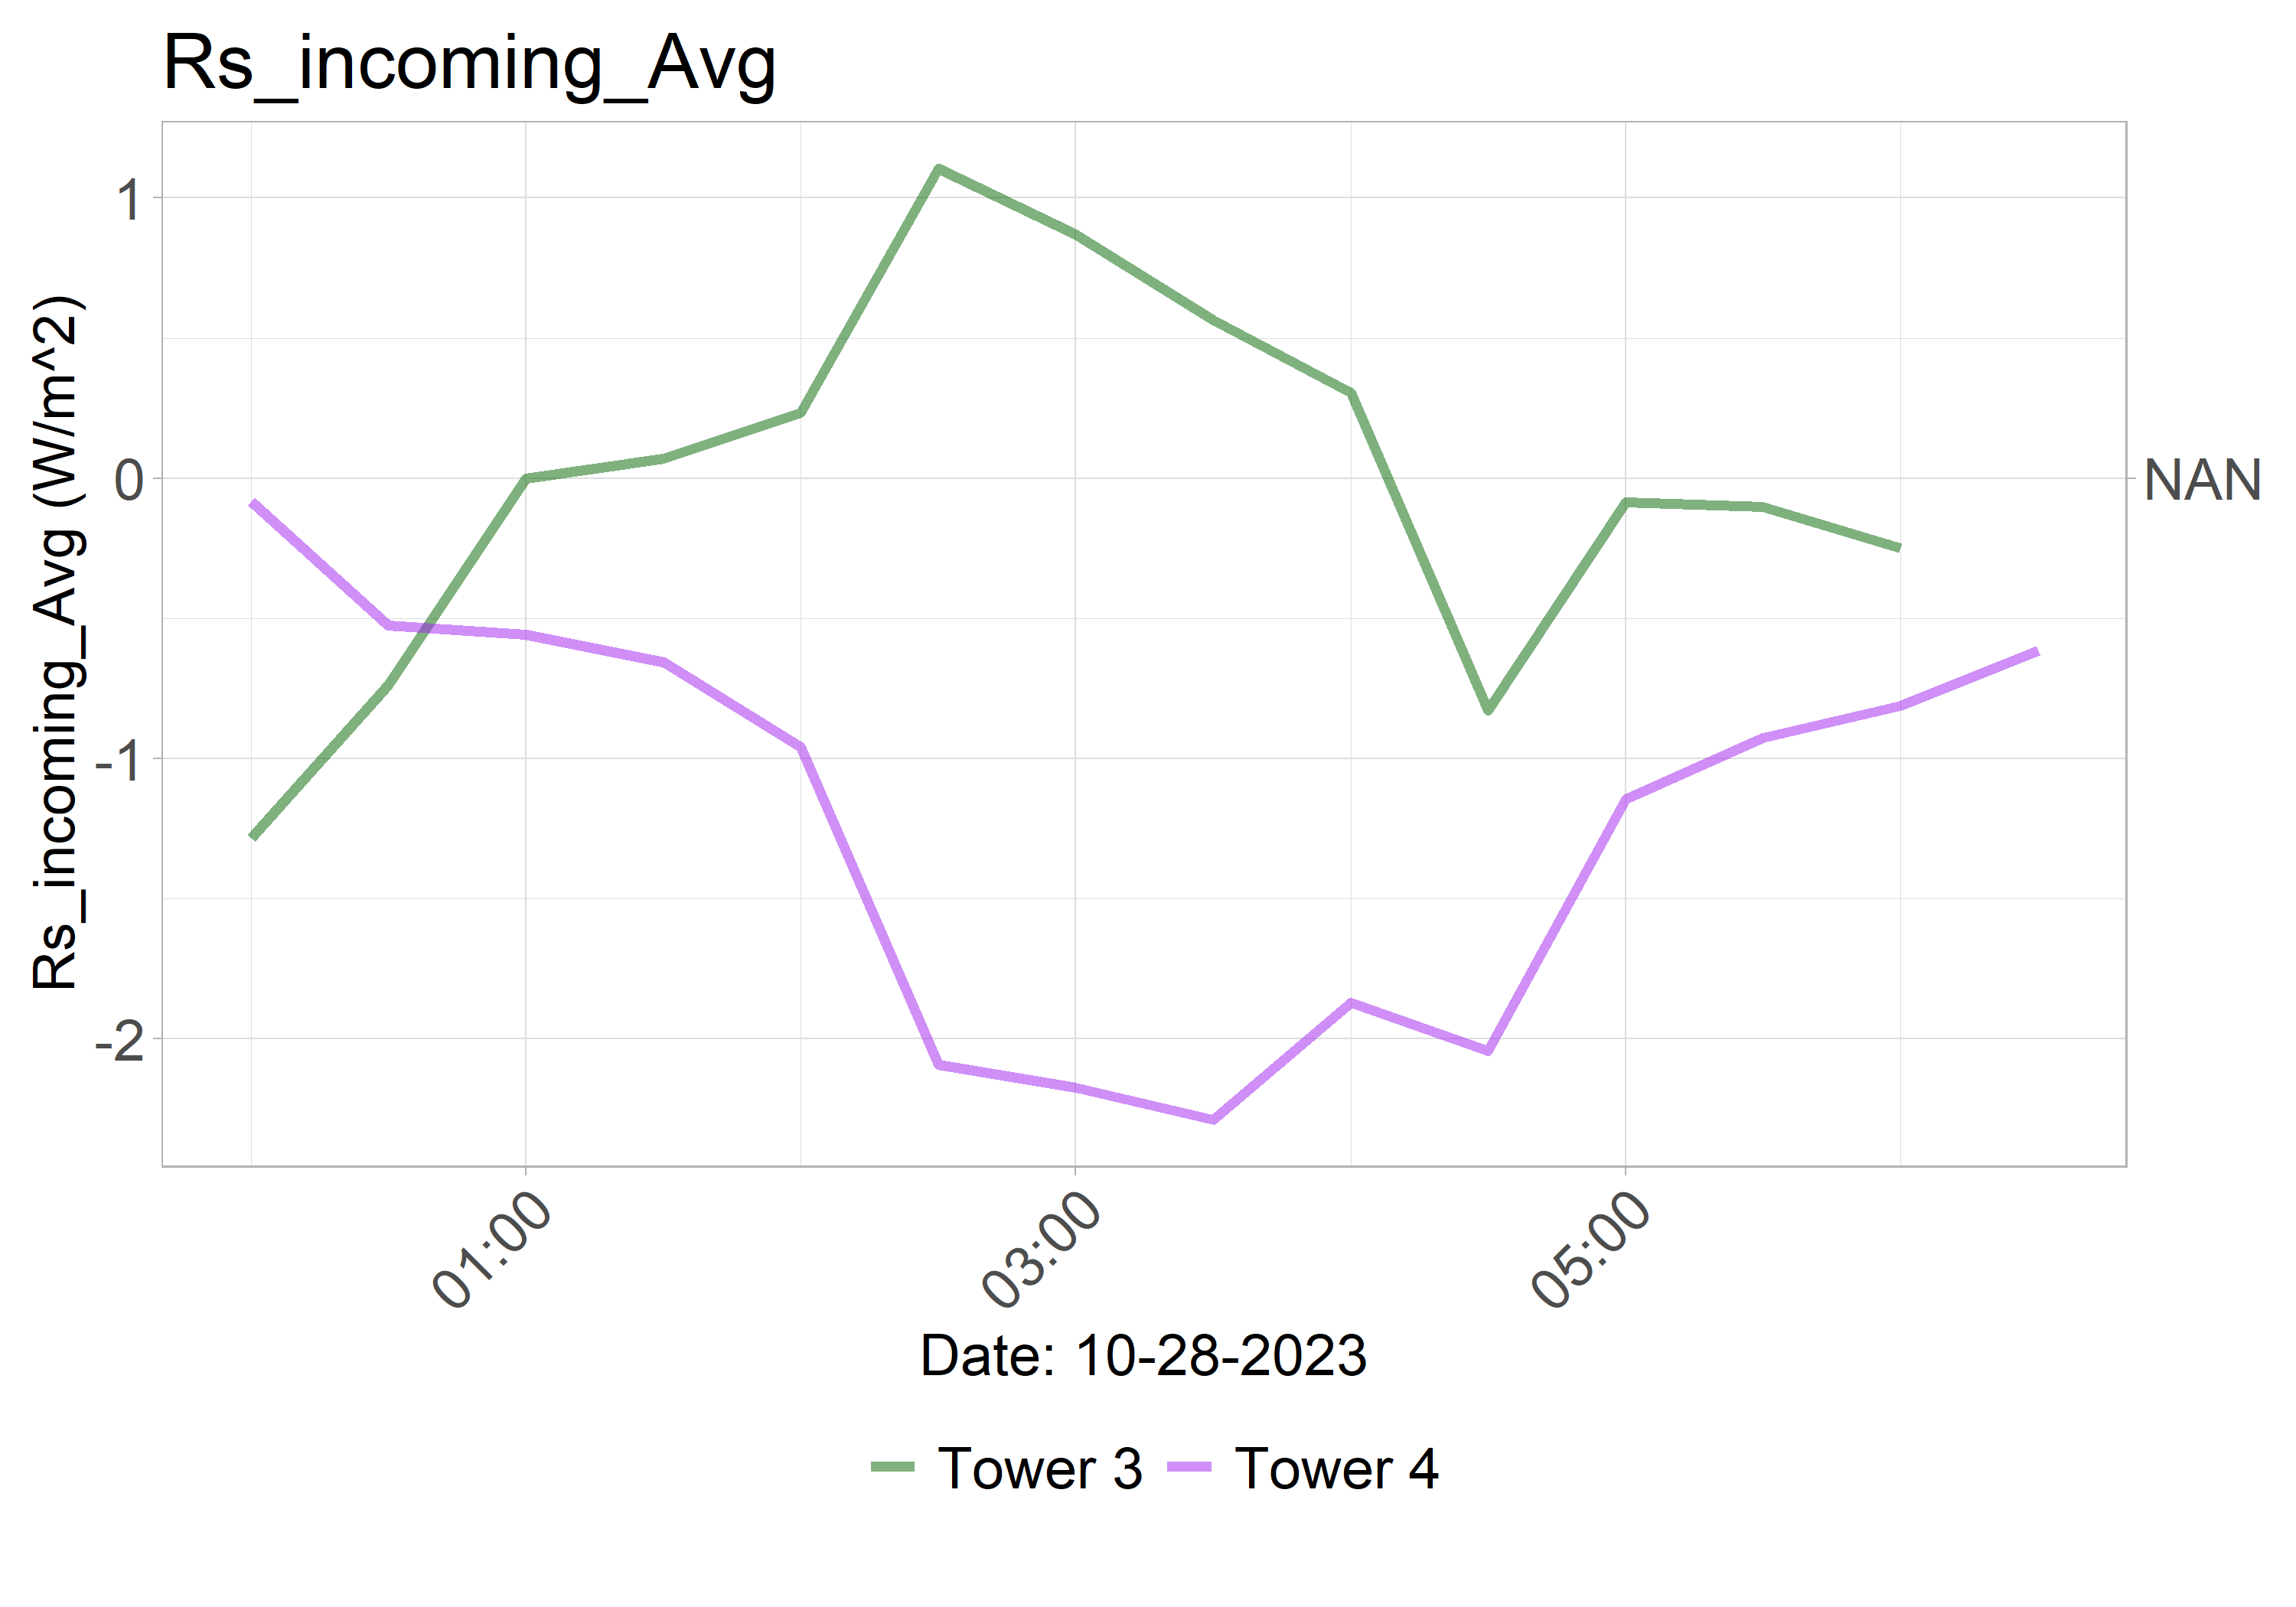 Rs_incoming_Avg
Rs_incoming_Avg (W/m^2)
1
0
-1
-2
NAN
01:00
03:00
05:00
Date: 10-28-2023
Tower 3
Tower 4